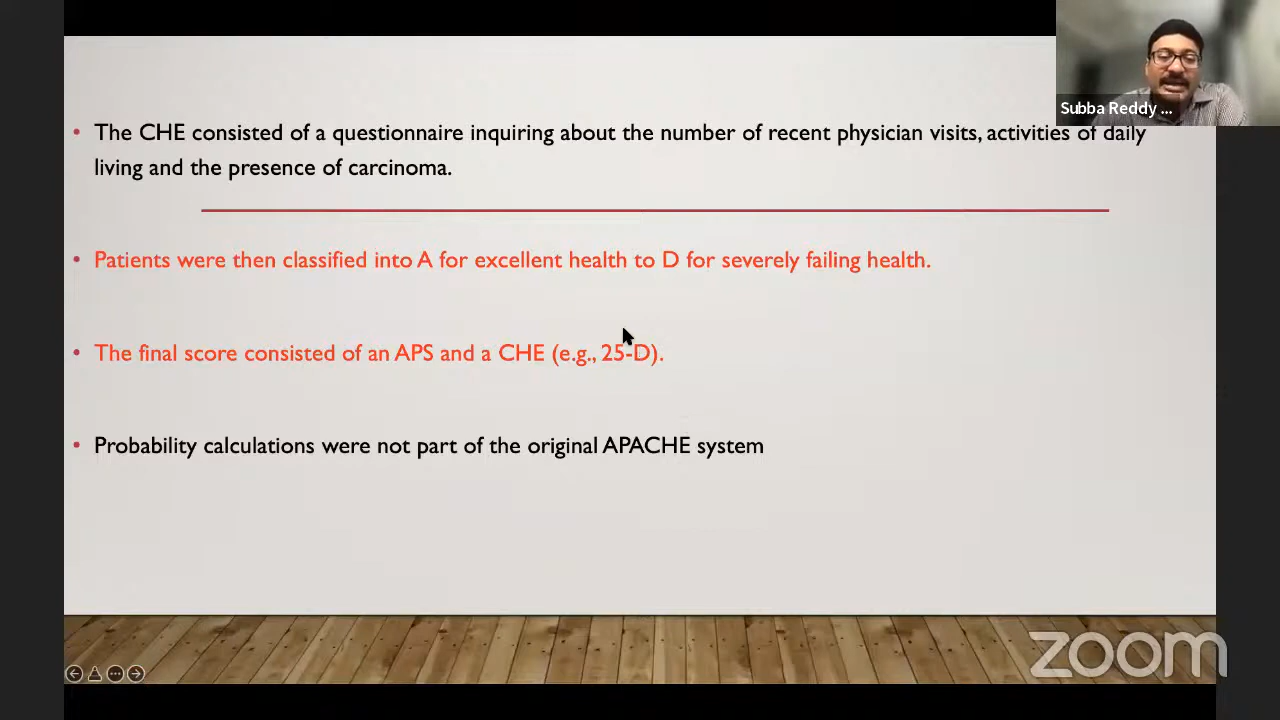 Subba Reddy ...
• The CHE consisted of a questionnaire inquiring about the number of recent physician visits, activities of daily
living and the presence of carcinoma.
• Patients were then classified into A for excellent health to D for severely failing health.
• The final score consisted of an APS and a CHE (e.g., 25-D).
• Probability calculations were not part of the original APACHE system
zoom